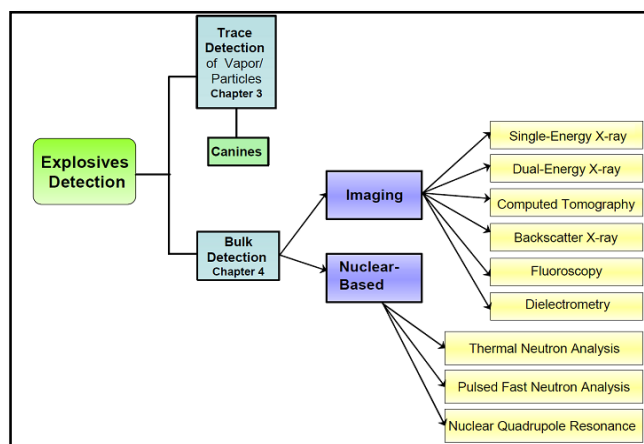 Trace
Detection
of Vapor/
Particles
Chapter 3
Canines
Explosives
Detection
Bulk
Detection
Chapter 4
Imaging
Nuclear-
Based
Single-Energy X-ray
Dual-Energy X-ray
Computed Tomography
Backscatter X-ray
Fluoroscopy
Dielectrometry
Thermal Neutron Analysis
Pulsed Fast Neutron Analysis
Nuclear Quadrupole Resonance